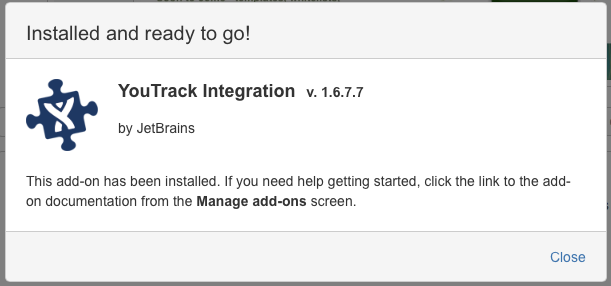 Installed and ready to go!
YouTrack Integration v. 1.6.7.7
by JetBrains
This add-on has been installed. If you need help getting started, click the link to the add-
on documentation from the Manage add-ons screen.
Close